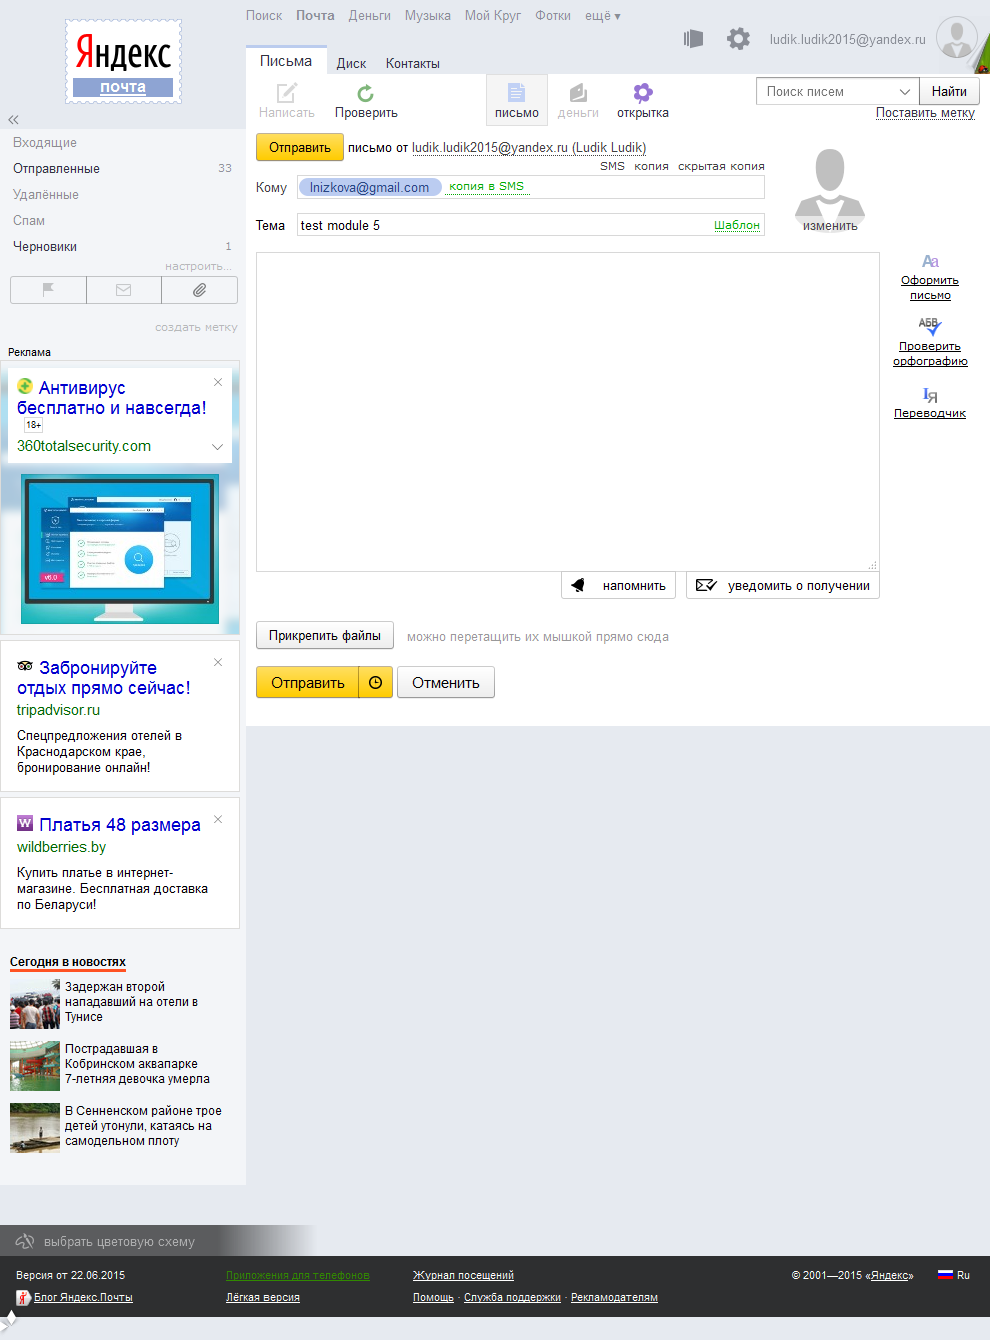 Поиск Почта Деньги Музыка Мой Круг Фотки ещё ▾
Яндекс
почта
ludik.ludik2015@yandex.ru
Письма Диск Контакты
Написать Проверить письмо деньги открытка
Поиск писем Найти
Поставить метку
Входящие
Отправленные 33
Удалённые
Спам
Черновики 1
настроить...
создать метку
Отправить письмо от ludik.ludik2015@yandex.ru (Ludik Ludik)
SMS копия скрытая копия
Кому lnizkova@gmail.com копия в SMS
Тема test module 5 Шаблон
изменить
Aa
Оформить
письмо
АБВ
Проверить
орфографию
Iя
Переводчик
напомнить уведомить о получении
Прикрепить файлы можно перетащить их мышкой прямо сюда
Отправить Отменить
Реклама
Антивирус
бесплатно и навсегда!
18+
360totalsecurity.com
v6.0
Забронируйте
отдых прямо сейчас!
tripadvisor.ru
Спецпредложения отелей в
Краснодарском крае,
бронирование онлайн!
W Платья 48 размера
wildberries.by
Купить платье в интернет-
магазине. Бесплатная доставка
по Беларуси!
Сегодня в новостях
Задержан второй
нападавший на отели в
Тунисе
Пострадавшая в
Кобринском аквапарке
7-летняя девочка умерла
В Сенненском районе трое
детей утонули, катаясь на
самодельном плоту
выбрать цветовую схему
Версия от 22.06.2015 Приложения для телефонов Журнал посещений © 2001—2015 «Яндекс» Ru
Я Блог Яндекс.Почты Лёгкая версия Помощь · Служба поддержки · Рекламодателям